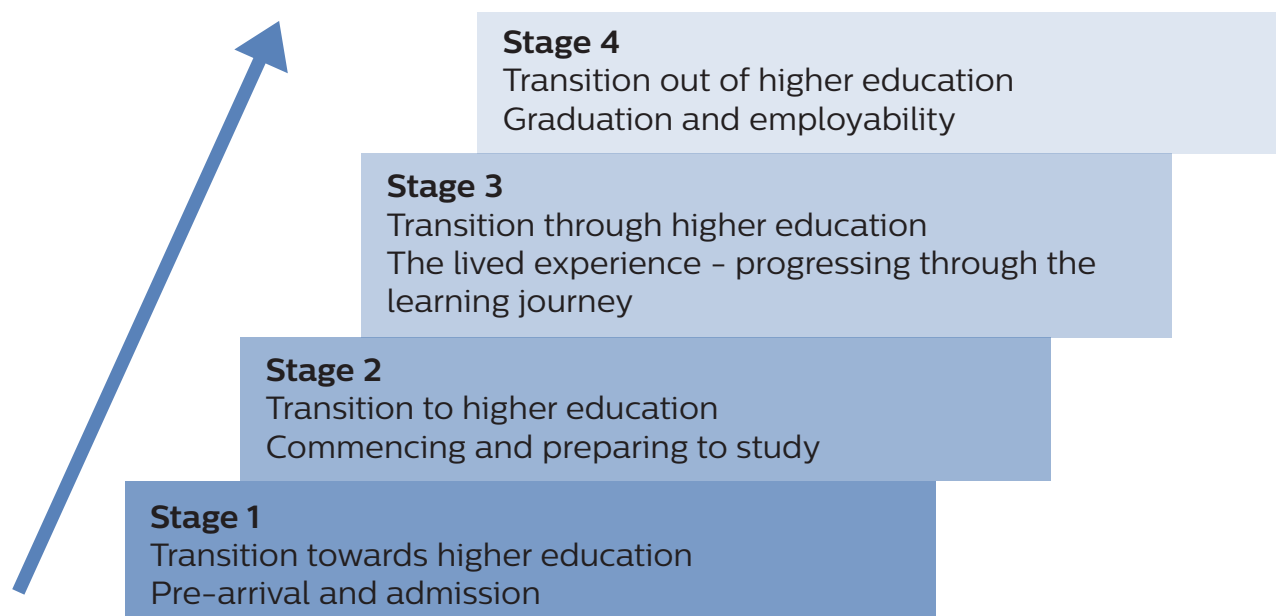 Stage 4
Transition out of higher education
Graduation and employability
Stage 3
Transition through higher education
The lived experience - progressing through the
learning journey
Stage 2
Transition to higher education
Commencing and preparing to study
Stage 1
Transition towards higher education
Pre-arrival and admission